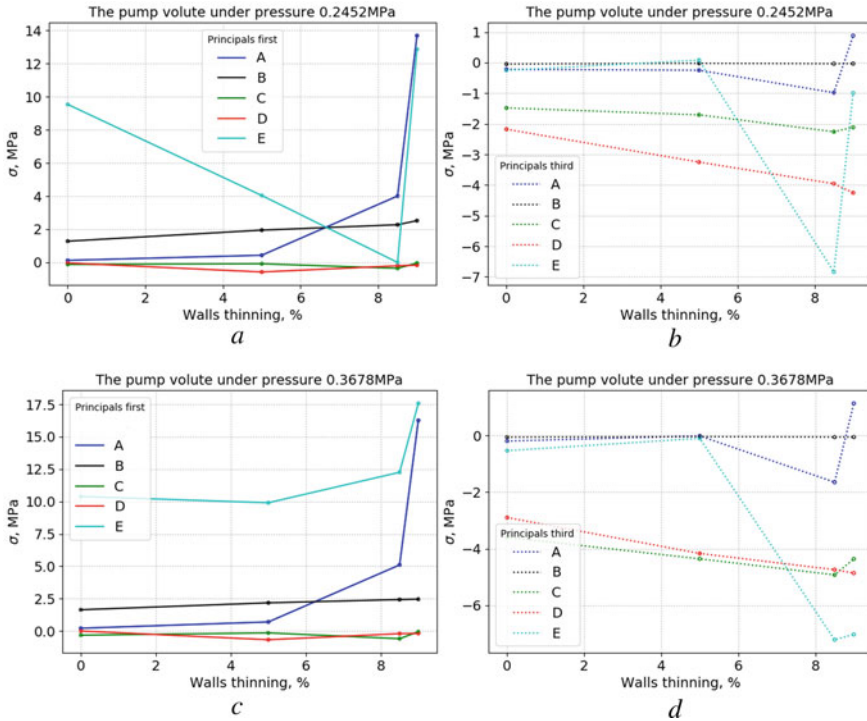 The pump volute under pressure 0.2452MPa
σ, MPa
14
12
10
8
6
4
2
0
Principals first
A
B
C
D
E
0
2
4
6
8
Walls thinning, %
a
The pump volute under pressure 0.2452MPa
σ, MPa
1
0
−1
−2
−3
−4
−5
−6
−7
Principals third
A
B
C
D
E
0
2
4
6
8
Walls thinning, %
b
The pump volute under pressure 0.3678MPa
σ, MPa
17.5
15.0
12.5
10.0
7.5
5.0
2.5
0.0
Principals first
A
B
C
D
E
0
2
4
6
8
Walls thinning, %
c
The pump volute under pressure 0.3678MPa
σ, MPa
0
−2
−4
−6
Principals third
A
B
C
D
E
0
2
4
6
8
Walls thinning, %
d